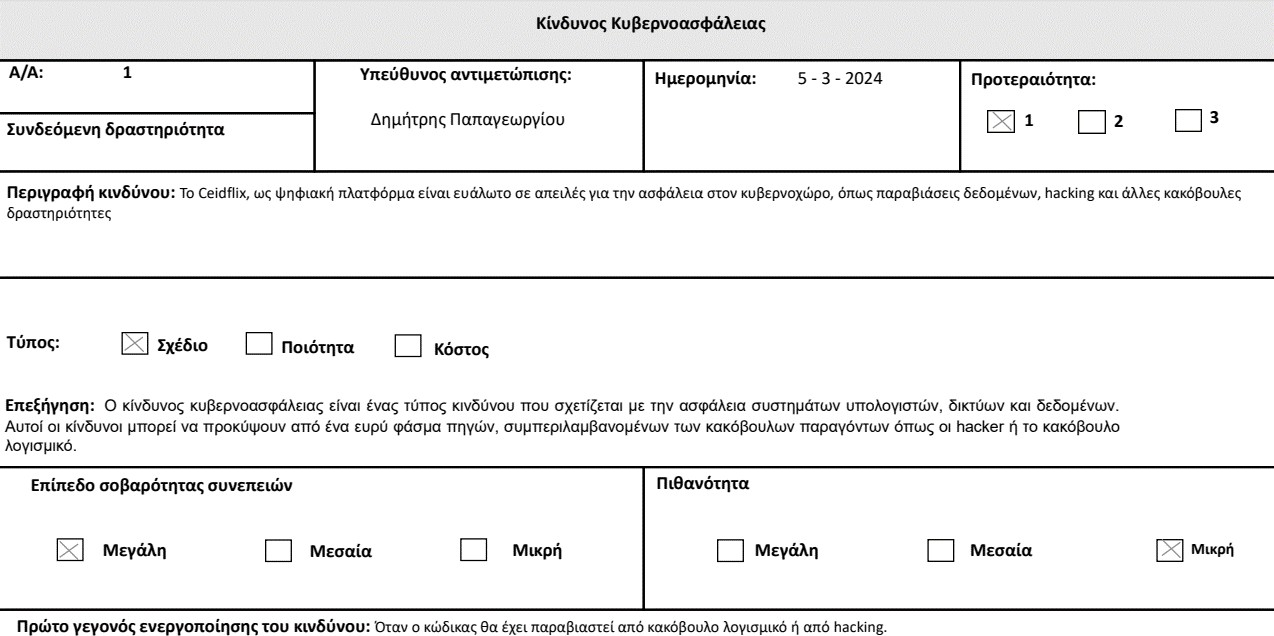 Κίνδυνος Κυβερνοασφάλειας
Α/Α: 1
Συνδεόμενη δραστηριότητα
Υπεύθυνος αντιμετώπισης:
Δημήτρης Παπαγεωργίου
Ημερομηνία: 5 - 3 - 2024
Προτεραιότητα:
1 2 3
Περιγραφή κινδύνου: Το Ceidflix, ως ψηφιακή πλατφόρμα είναι ευάλωτο σε απειλές για την ασφάλεια στον κυβερνοχώρο, όπως παραβιάσεις δεδομένων, hacking και άλλες κακόβουλες
δραστηριότητες
Τύπος: Σχέδιο Ποιότητα Κόστος
Επεξήγηση: Ο κίνδυνος κυβερνοασφάλειας είναι ένας τύπος κινδύνου που σχετίζεται με την ασφάλεια συστημάτων υπολογιστών, δικτύων και δεδομένων.
Αυτοί οι κίνδυνοι μπορεί να προκύψουν από ένα ευρύ φάσμα πηγών, συμπεριλαμβανομένων των κακόβουλων παραγόντων όπως οι hacker ή το κακόβουλο
λογισμικό.
Επίπεδο σοβαρότητας συνεπειών
Μεγάλη Μεσαία Μικρή
Πιθανότητα
Μεγάλη Μεσαία Μικρή
Πρώτο γεγονός ενεργοποίησης του κινδύνου: Όταν ο κώδικας θα έχει παραβιαστεί από κακόβουλο λογισμικό ή από hacking.